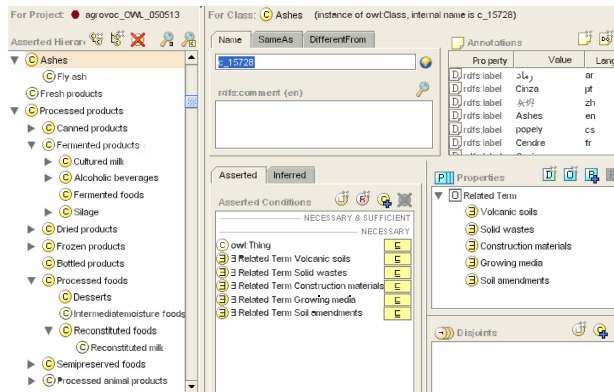 For Project: agrovoc_OWL_050513
Asserted Hierarc
Ashes
Fly ash
Fresh products
Processed products
Canned products
Fermented products
Cultured milk
Alcoholic beverages
Fermented foods
Silage
Dried products
Frozen products
Bottled products
Processed foods
Desserts
Intermediatemoisture foods
Reconstituted foods
Reconstituted milk
Semipreserved foods
Processed animal products
For Class: C Ashes (instance of owl:Class, internal name is c_15728)
Name SameAs DifferentFrom
c_15728
rdfs:comment (en)
Annotations
Property Value Lang
rdfs:label رماد ar
rdfs:label Cinza pt
rdfs:label zh
rdfs:label Ashes en
rdfs:label popely cs
rdfs:label Cendre fr
Asserted Inferred
Asserted Conditions
NECESSARY & SUFFICIENT
NECESSARY
owl:Thing
∃ Related Term Volcanic soils
∃ Related Term Solid wastes
∃ Related Term Construction materials
∃ Related Term Growing media
∃ Related Term Soil amendments
Properties
Related Term
Volcanic soils
Solid wastes
Construction materials
Growing media
Soil amendments
Disjoints